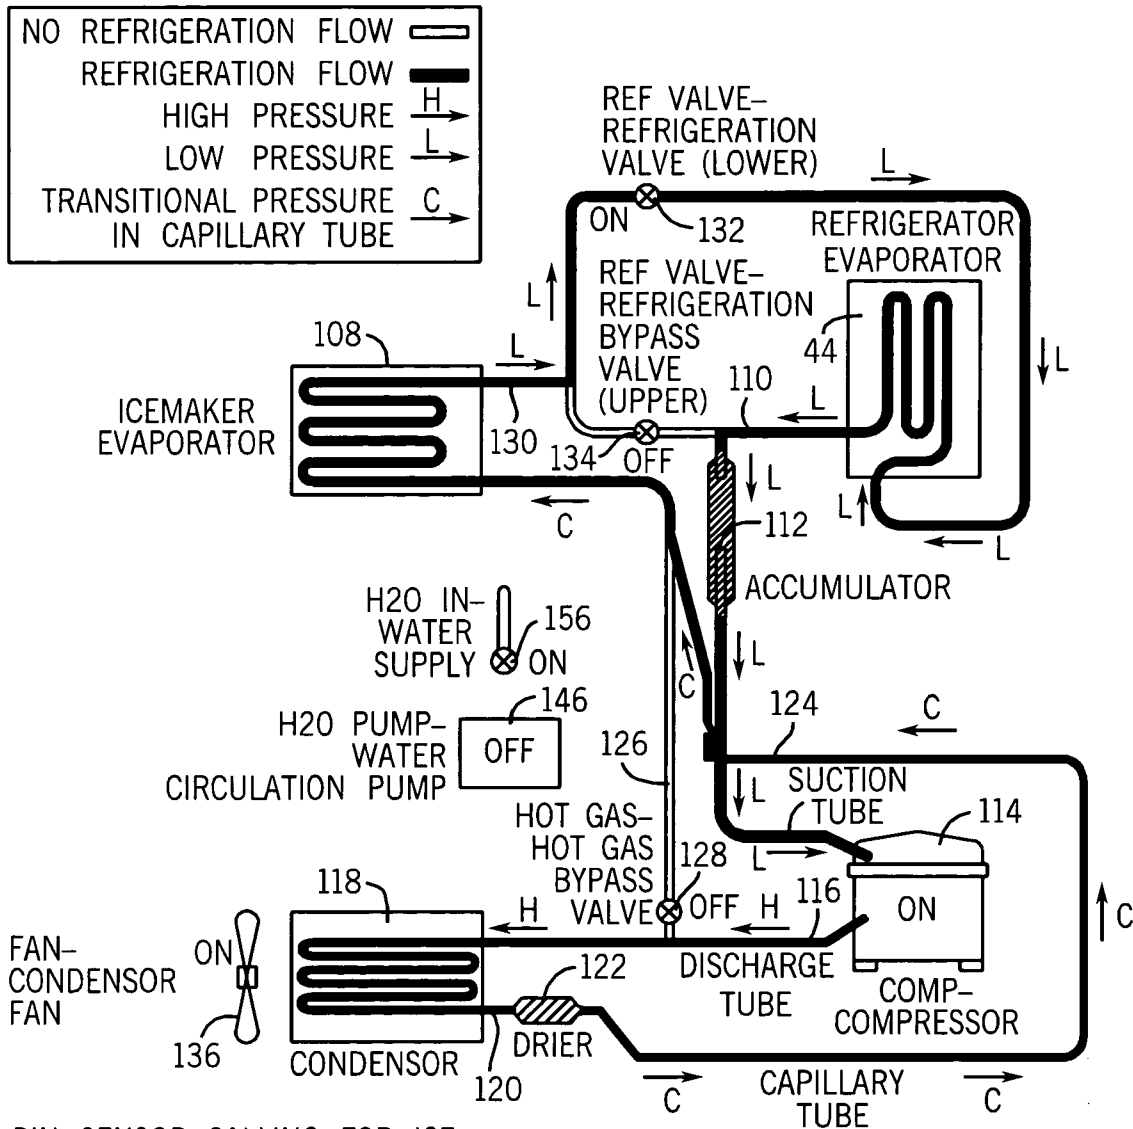 NO REFRIGERATION FLOW
REFRIGERATION FLOW
HIGH PRESSURE H
LOW PRESSURE L
TRANSITIONAL PRESSURE C
IN CAPILLARY TUBE
REF VALVE–
REFRIGERATION
VALVE (LOWER)
L
ON
132
REFRIGERATOR
EVAPORATOR
REF VALVE–
REFRIGERATION
BYPASS
VALVE
(UPPER)
L
44
L
108
L
110
L
ICEMAKER
EVAPORATOR
130
134
OFF
L
L
C
112
L
ACCUMULATOR
H20 IN–
WATER
SUPPLY
156
ON
L
C
146
H20 PUMP–
WATER
CIRCULATION PUMP
OFF
124
C
126
L
SUCTION
TUBE
114
HOT GAS–
HOT GAS
BYPASS
VALVE
128
OFF
L
118
H
H
116
ON
C
FAN–
CONDENSOR
FAN
ON
136
122
DISCHARGE
TUBE
COMP–
COMPRESSOR
CONDENSOR
120
DRIER
C
CAPILLARY
TUBE
C